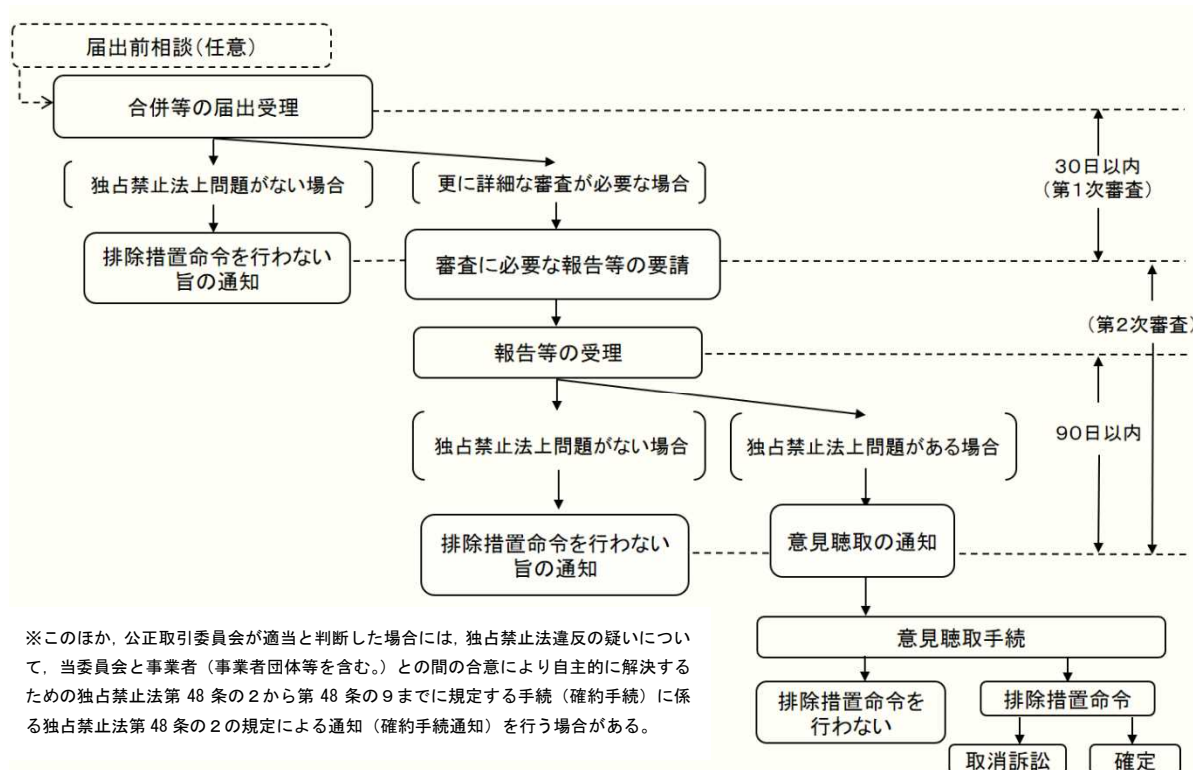 届出前相談(任意)
合併等の届出受理
独占禁止法上問題がない場合
更に詳細な審査が必要な場合
30日以内
(第1次審査)
排除措置命令を行わない
旨の通知
審査に必要な報告等の要請
(第2次審査)
報告等の受理
90日以内
独占禁止法上問題がない場合
独占禁止法上問題がある場合
排除措置命令を行わない
旨の通知
意見聴取の通知
意見聴取手続
※このほか,公正取引委員会が適当と判断した場合には,独占禁止法違反の疑いについ
て,当委員会と事業者(事業者団体等を含む。)との間の合意により自主的に解決する
ための独占禁止法第 48 条の2から第 48 条の9までに規定する手続(確約手続)に係
る独占禁止法第 48 条の2の規定による通知(確約手続通知)を行う場合がある。
排除措置命令を
行わない
排除措置命令
取消訴訟
確定